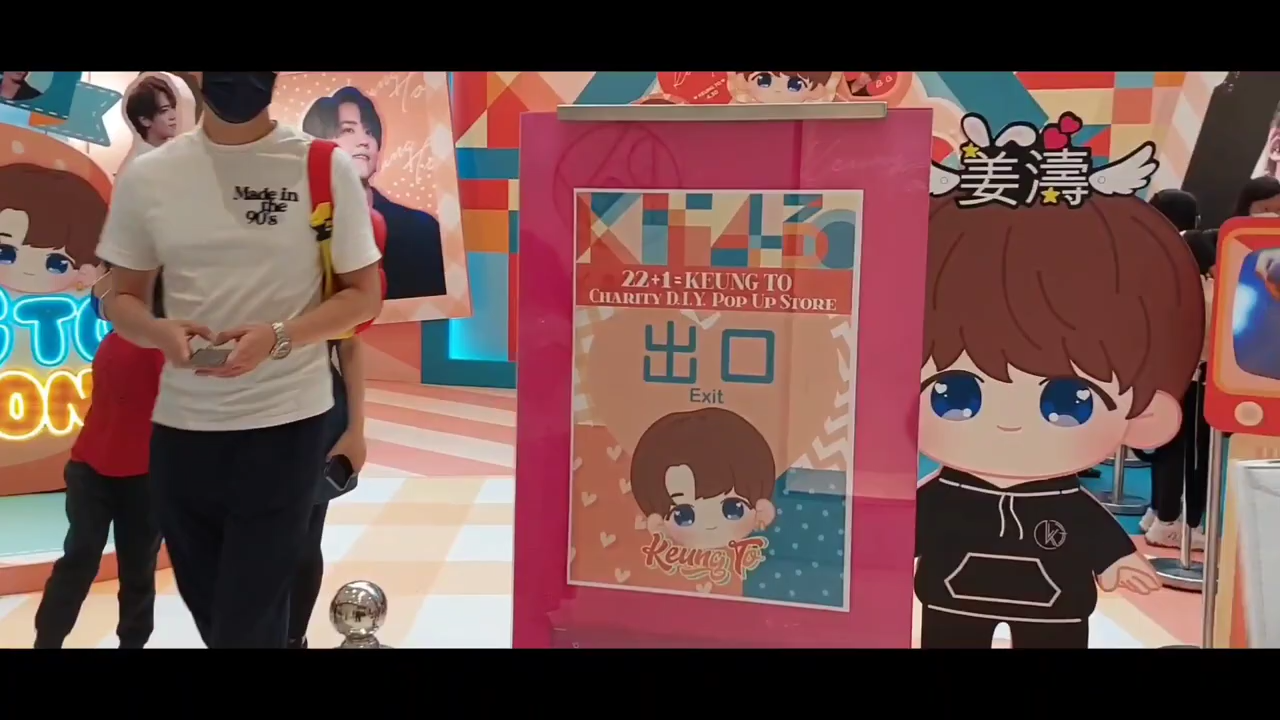 Made in
the
90's
KT430
22+1=KEUNG TO
CHARITY D.I.Y. POP UP STORE
出口
Exit
Keung To
姜濤